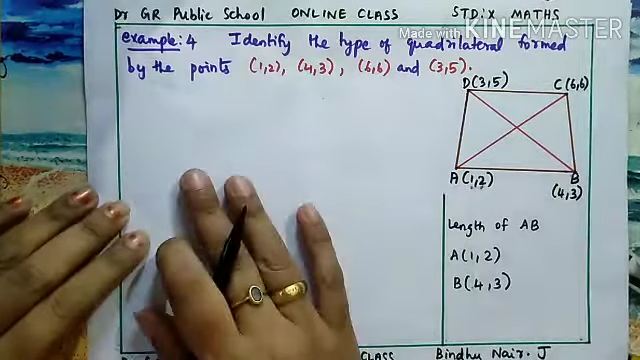 Dr GR Public School ONLINE CLASS STD:IX MATHS
Made with KINEMASTER
example:4 Identify the type of quadrilateral formed
by the points (1,2), (4,3), (6,6) and (3,5).
D(3,5) C(6,6)
A(1,2) B
(4,3)
Length of AB
A(1,2)
B(4,3)
CLASS Bindhu Nair. J